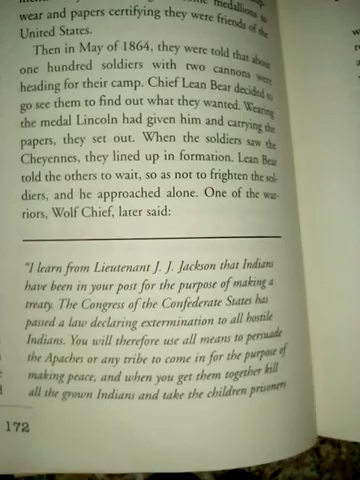 medallions to
wear and papers certifying they were friends of the
United States.
Then in May of 1864, they were told that about
one hundred soldiers with two cannons were
heading for their camp. Chief Lean Bear decided to
go see them to find out what they wanted. Wearing
the medal Lincoln had given him and carrying the
papers, they set out. When the soldiers saw the
Cheyennes, they lined up in formation. Lean Bear
told the others to wait, so as not to frighten the sol-
diers, and he approached alone. One of the war-
riors, Wolf Chief, later said:
"I learn from Lieutenant J. J. Jackson that Indians
have been in your post for the purpose of making a
treaty. The Congress of the Confederate States has
passed a law declaring extermination to all hostile
Indians. You will therefore use all means to persuade
the Apaches or any tribe to come in for the purpose of
making peace, and when you get them together kill
all the grown Indians and take the children prisoners
172